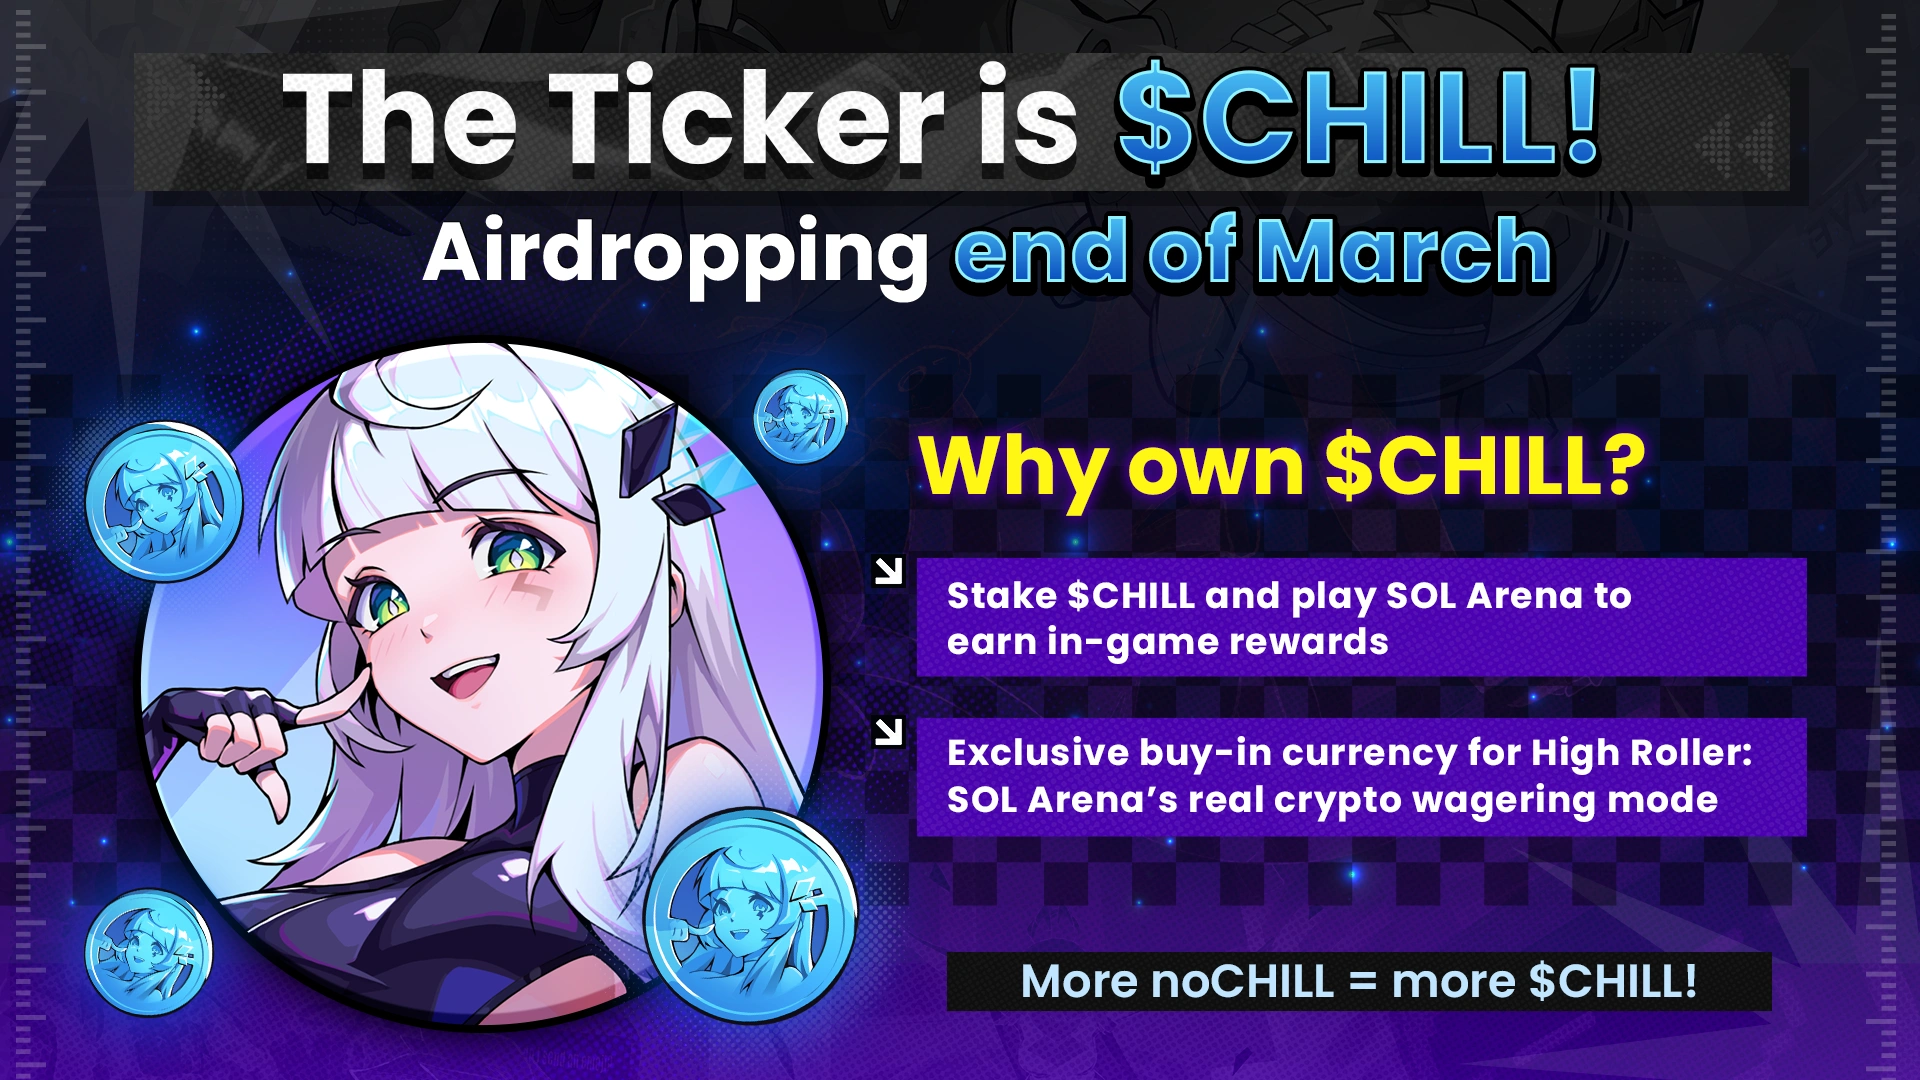 The Ticker is $CHILL!
Airdropping end of March
Why own $CHILL?
Stake $CHILL and play SOL Arena to
earn in-game rewards
Exclusive buy-in currency for High Roller:
SOL Arena's real crypto wagering mode
More noCHILL = more $CHILL!